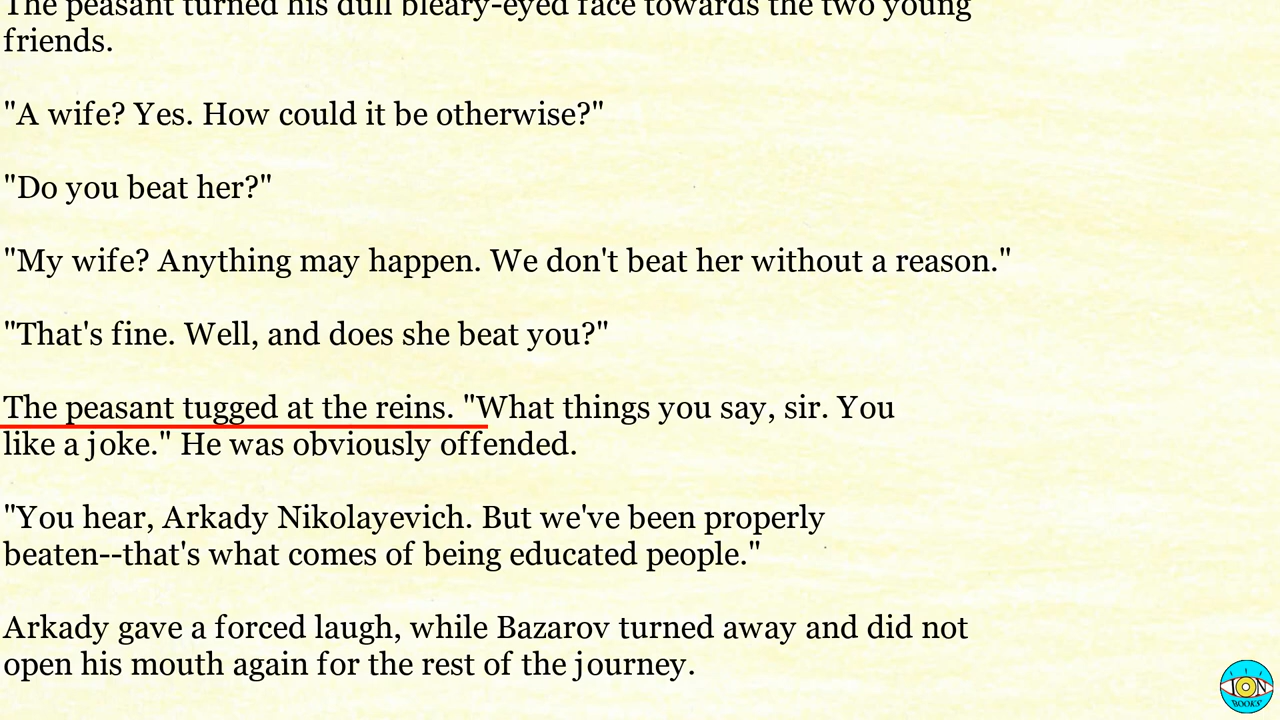 The peasant turned his dull bleary-eyed face towards the two young
friends.
"A wife? Yes. How could it be otherwise?"
"Do you beat her?"
"My wife? Anything may happen. We don't beat her without a reason."
"That's fine. Well, and does she beat you?"
The peasant tugged at the reins. "What things you say, sir. You
like a joke." He was obviously offended.
"You hear, Arkady Nikolayevich. But we've been properly
beaten--that's what comes of being educated people."
Arkady gave a forced laugh, while Bazarov turned away and did not
open his mouth again for the rest of the journey.
ION
BOOKS